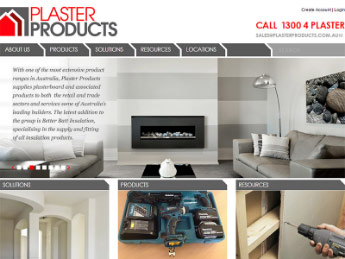 PLASTER
PRODUCTS
Create Account | Login
CALL 1300 4 PLASTER
SALES@PLASTERPRODUCTS.COM.AU
ABOUT US
PRODUCTS
SOLUTIONS
RESOURCES
LOCATIONS
SEARCH
With one of the most extensive product
ranges in Australia, Plaster Products
supplies plasterboard and associated
products to both the retail and trade
sectors and services some of Australia's
leading builders. The latest addition to
the group is Better Batt Insulation,
specialising in the supply and fitting
of all insulation products.
SOLUTIONS
PRODUCTS
RESOURCES